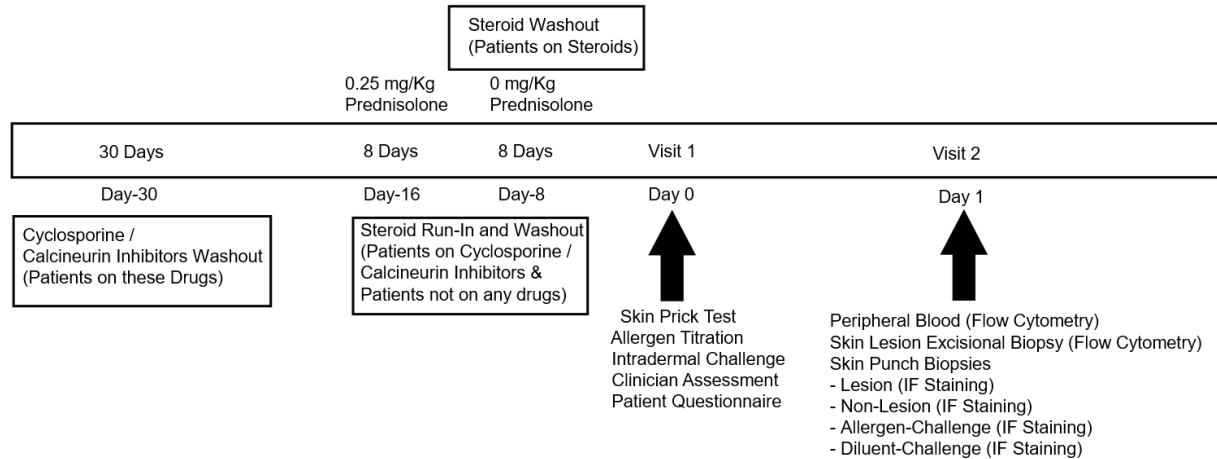 Steroid Washout
(Patients on Steroids)
0.25 mg/Kg
Prednisolone
0 mg/Kg
Prednisolone
30 Days
8 Days
8 Days
Visit 1
Visit 2
Day-30
Day-16
Day-8
Day 0
Day 1
Cyclosporine /
Calcineurin Inhibitors Washout
(Patients on these Drugs)
Steroid Run-In and Washout
(Patients on Cyclosporine /
Calcineurin Inhibitors &
Patients not on any drugs)
Skin Prick Test
Allergen Titration
Intradermal Challenge
Clinician Assessment
Patient Questionnaire
Peripheral Blood (Flow Cytometry)
Skin Lesion Excisional Biopsy (Flow Cytometry)
Skin Punch Biopsies
- Lesion (IF Staining)
- Non-Lesion (IF Staining)
- Allergen-Challenge (IF Staining)
- Diluent-Challenge (IF Staining)